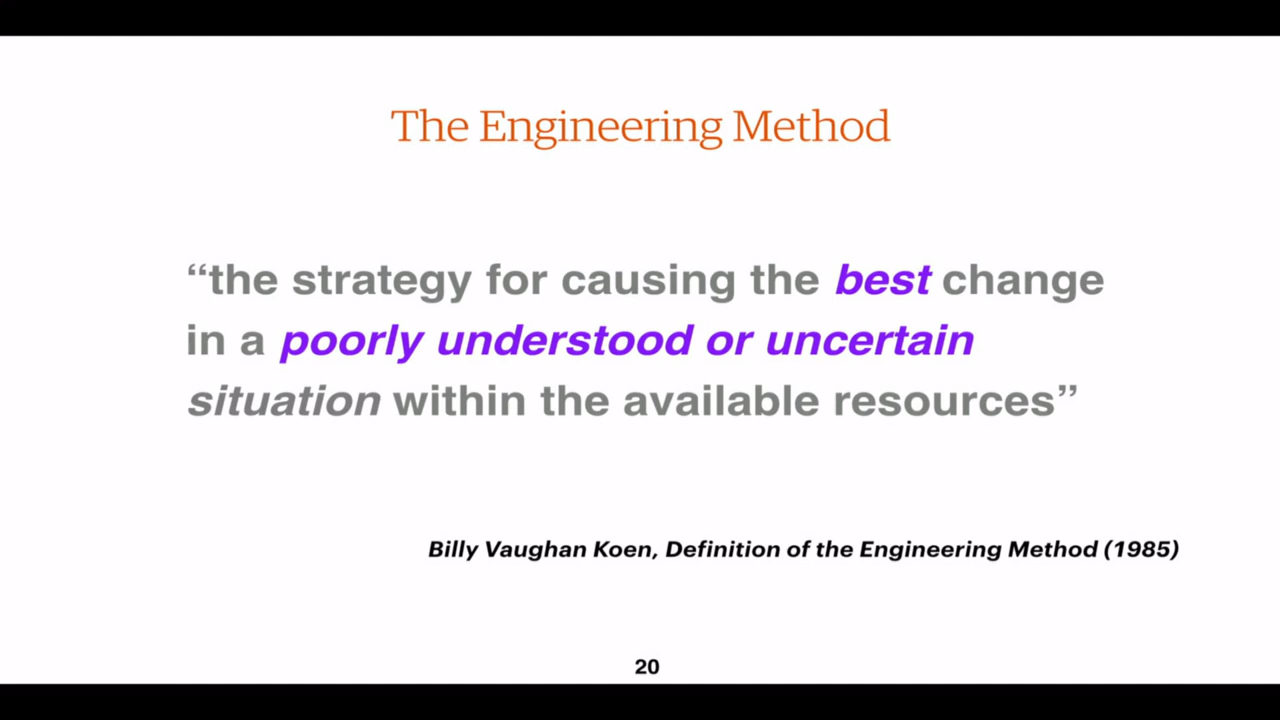 The Engineering Method
“the strategy for causing the best change
in a poorly understood or uncertain
situation within the available resources”
Billy Vaughan Koen, Definition of the Engineering Method (1985)
20